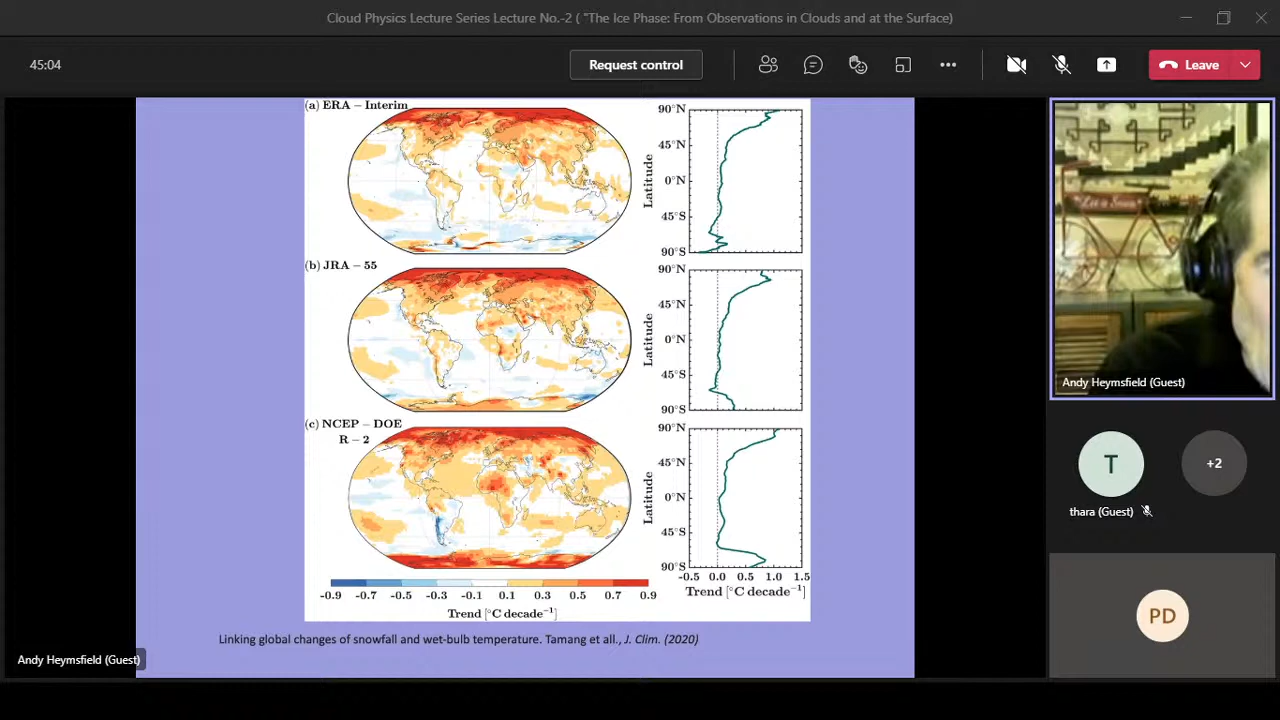 Cloud Physics Lecture Series Lecture No.-2 ( "The Ice Phase: From Observations in Clouds and at the Surface)
45:04
Request control
Leave
(a) ERA – Interim
90°N
45°N
0°N
45°S
90°S
Latitude
(b) JRA – 55
90°N
45°N
0°N
45°S
90°S
Latitude
(c) NCEP – DOE
R – 2
90°N
45°N
0°N
45°S
90°S
Latitude
-0.5 0.0 0.5 1.0 1.5
Trend [°C decade⁻¹]
-0.9 -0.7 -0.5 -0.3 -0.1 0.1 0.3 0.5 0.7 0.9
Trend [°C decade⁻¹]
Linking global changes of snowfall and wet-bulb temperature. Tamang et all., J. Clim. (2020)
Andy Heymsfield (Guest)
Let it Snow
Andy Heymsfield (Guest)
T
+2
thara (Guest)
PD